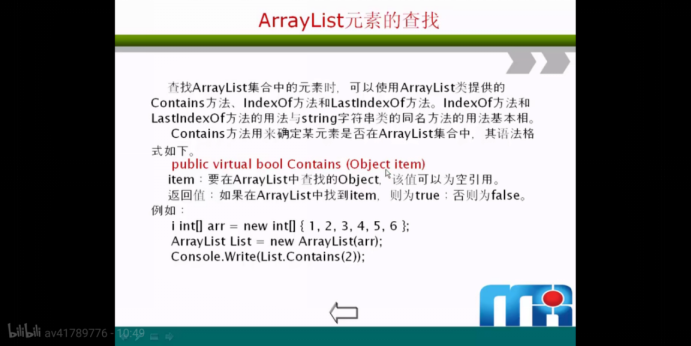 ArrayList元素的查找
查找ArrayList集合中的元素时，可以使用ArrayList类提供的
Contains方法、IndexOf方法和LastIndexOf方法。IndexOf方法和
LastIndexOf方法的用法与string字符串类的同名方法的用法基本相。
Contains方法用来确定某元素是否在ArrayList集合中，其语法格
式如下。
public virtual bool Contains (Object item)
item：要在ArrayList中查找的Object，该值可以为空引用。
返回值：如果在ArrayList中找到item，则为true；否则为false。
例如：
i int[] arr = new int[] { 1, 2, 3, 4, 5, 6 };
ArrayList List = new ArrayList(arr);
Console.Write(List.Contains(2));
bilibili av41789776 - 10:49